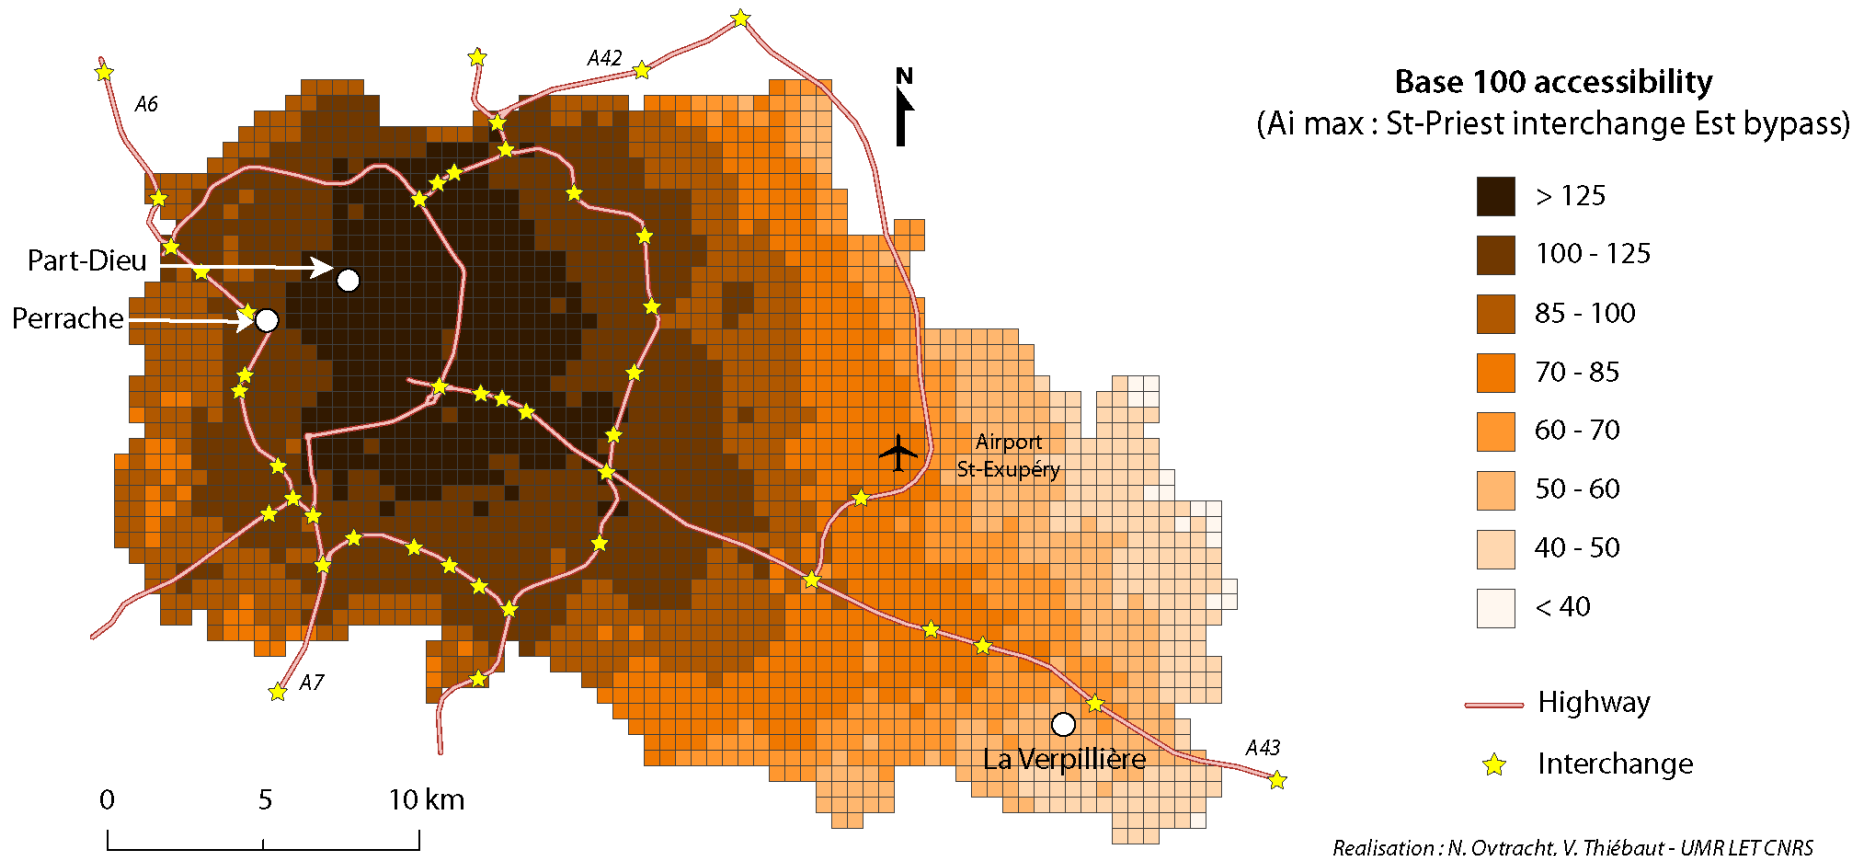 A42
A6
N
Part-Dieu
Perrache
Airport
St-Exupéry
A7
La Verpillière
A43
0 5 10 km
Base 100 accessibility
(Ai max : St-Priest interchange Est bypass)
> 125
100 - 125
85 - 100
70 - 85
60 - 70
50 - 60
40 - 50
< 40
Highway
Interchange
Realisation : N. Ovtracht, V. Thiébaut - UMR LET CNRS